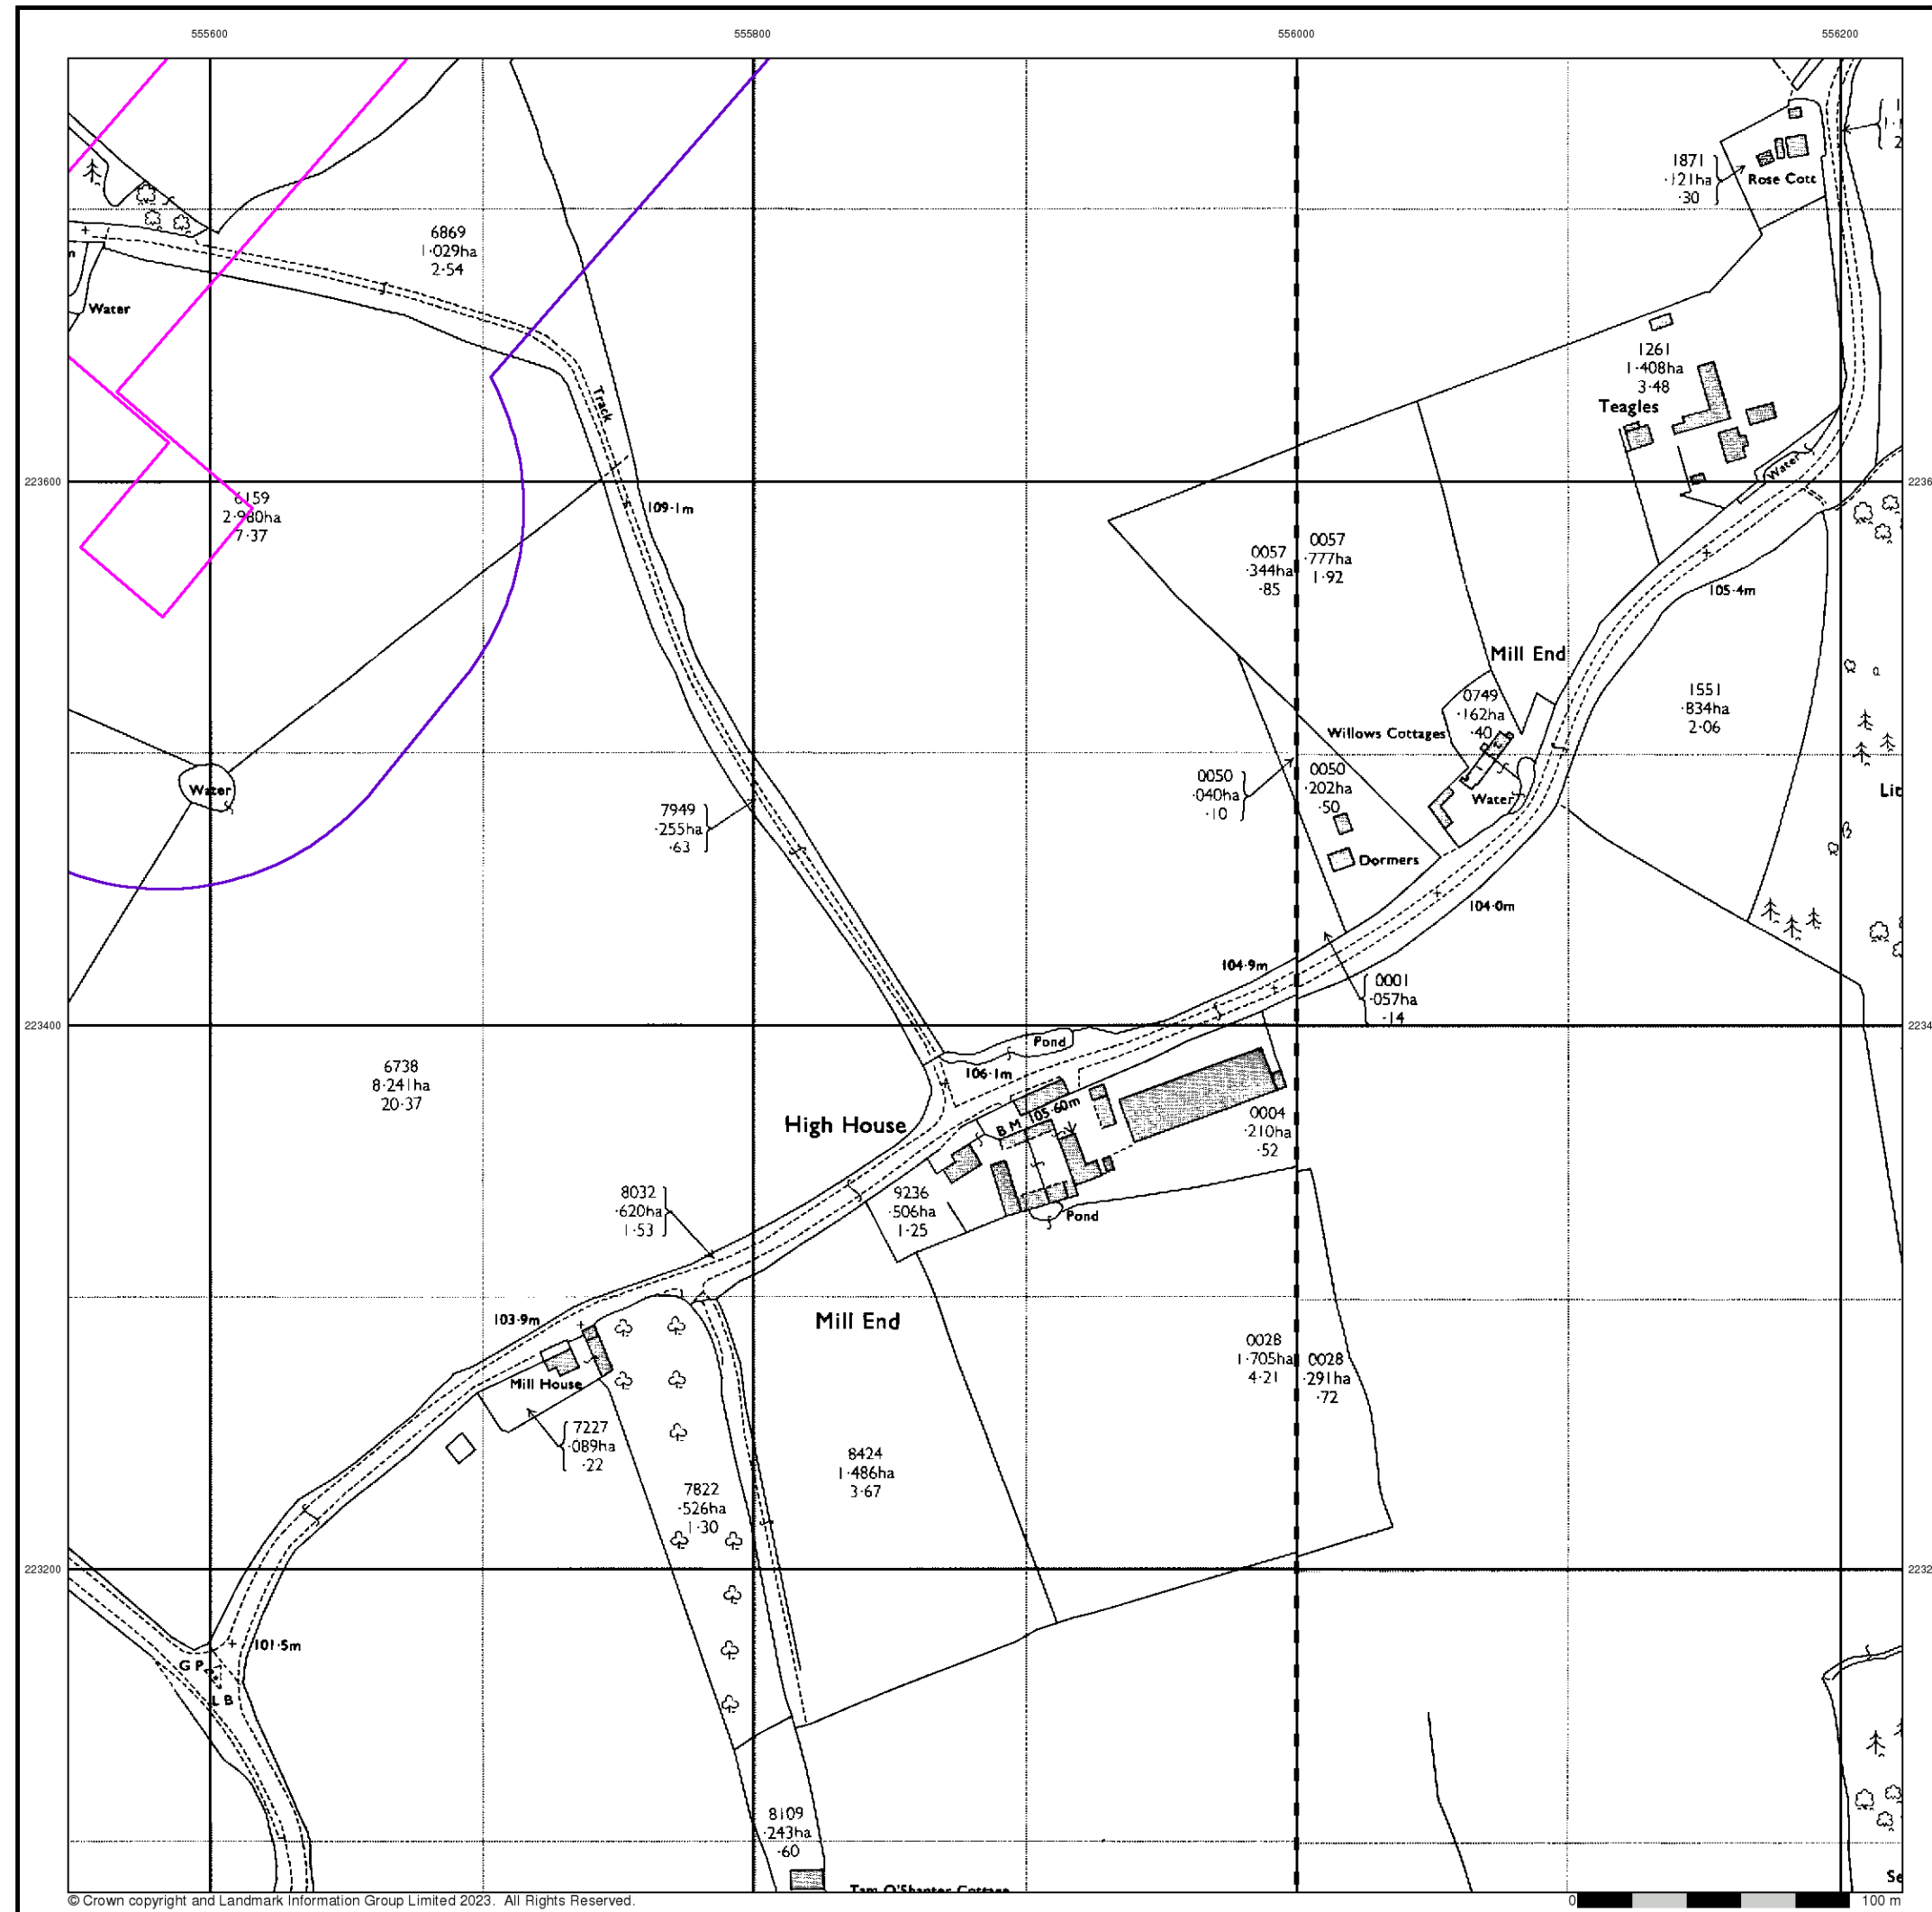 555600
555800
556000
556200
1871
·121ha
·30
Rose Cott
6869
1·029ha
2·54
Water
1261
1·408ha
3·48
Teagles
Track
Water
223600
6159
2·980ha
7·37
109·1m
0057
·344ha
·85
0057
·777ha
1·92
105·4m
Mill End
0749
·162ha
·40
1551
·834ha
2·06
Willows Cottages
Water
0050
·040ha
·10
0050
·202ha
·50
Water
7949
·255ha
·63
Dormers
104·0m
104·9m
0001
·057ha
·14
223400
Pond
6738
8·241ha
20·37
106·1m
High House
B M 105·60m
0004
·210ha
·52
8032
·620ha
1·53
9236
·506ha
1·25
Pond
103·9m
Mill End
0028
1·705ha
4·21
0028
·291ha
·72
Mill House
7227
·089ha
·22
8424
1·486ha
3·67
7822
·526ha
1·30
223200
101·5m
G P
L B
8109
·243ha
·60
Tam O'Shanter Cottage
© Crown copyright and Landmark Information Group Limited 2023. All Rights Reserved.
0 100 m